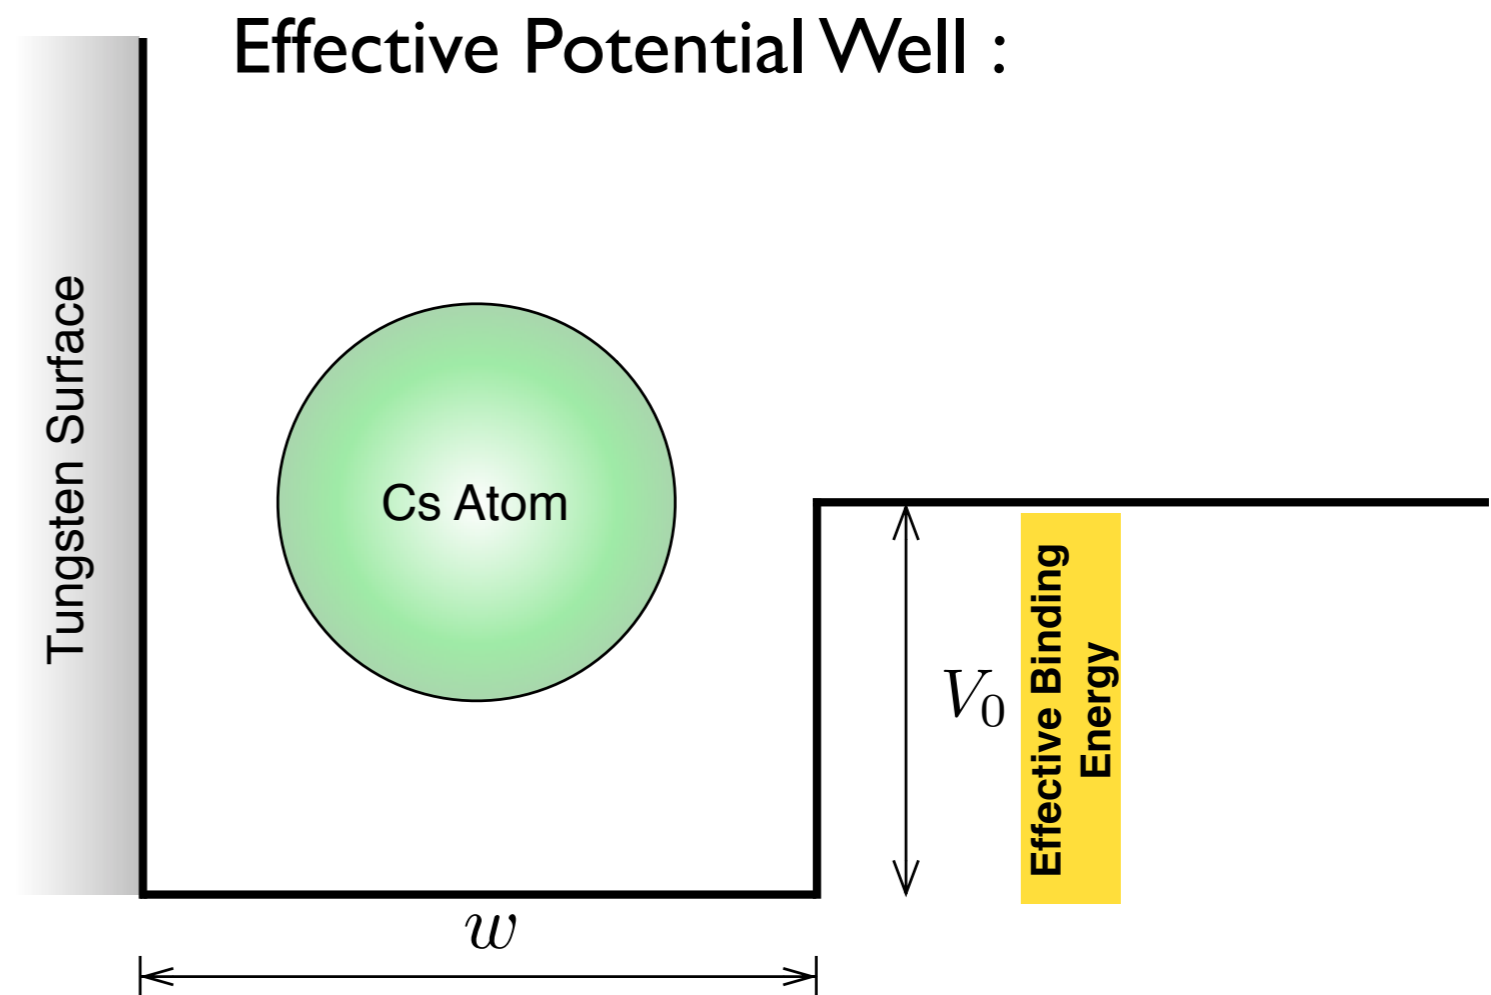 Effective Potential Well :
Tungsten Surface
Cs Atom
V₀
Effective Binding
Energy
w